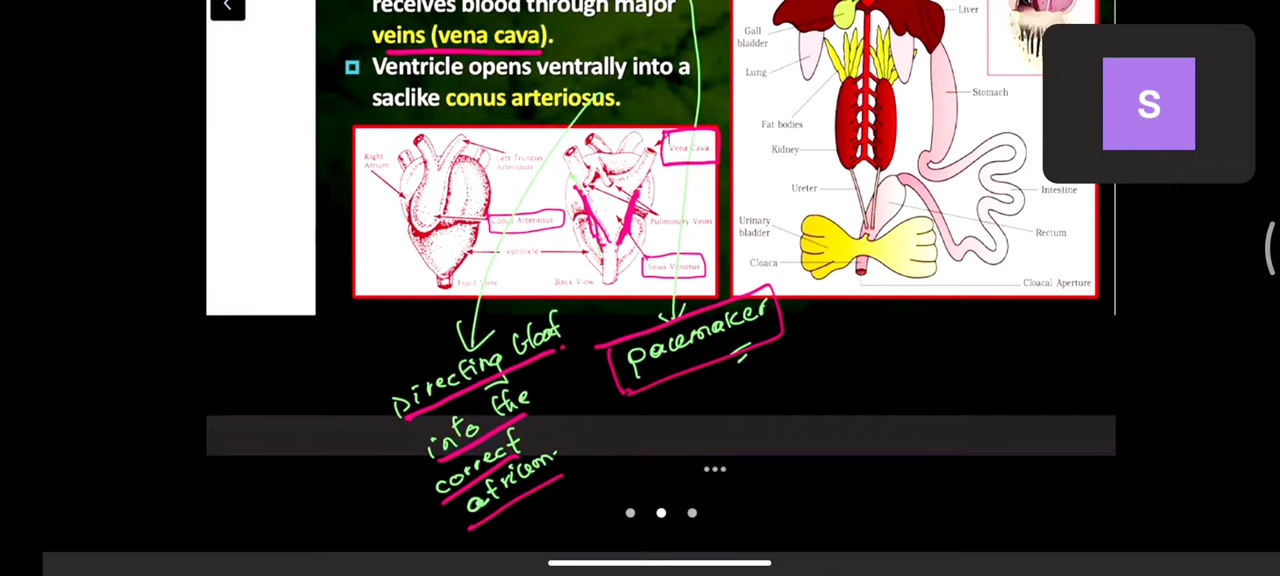 receives blood through major
veins (vena cava).
Ventricle opens ventrally into a
saclike conus arteriosus.
Right
Atrium
Left Truncus
Arteriosus
Conus Arteriosus
Ventricle
Front View
Vena Cava
Pulmonary Veins
Sinus Venosus
Back View
Liver
Gall
bladder
Lung
Stomach
Fat bodies
Kidney
Ureter
Intestine
Urinary
bladder
Rectum
Cloaca
Cloacal Aperture
S
Directing bloof
into the
correct
atricem.
pacemaker